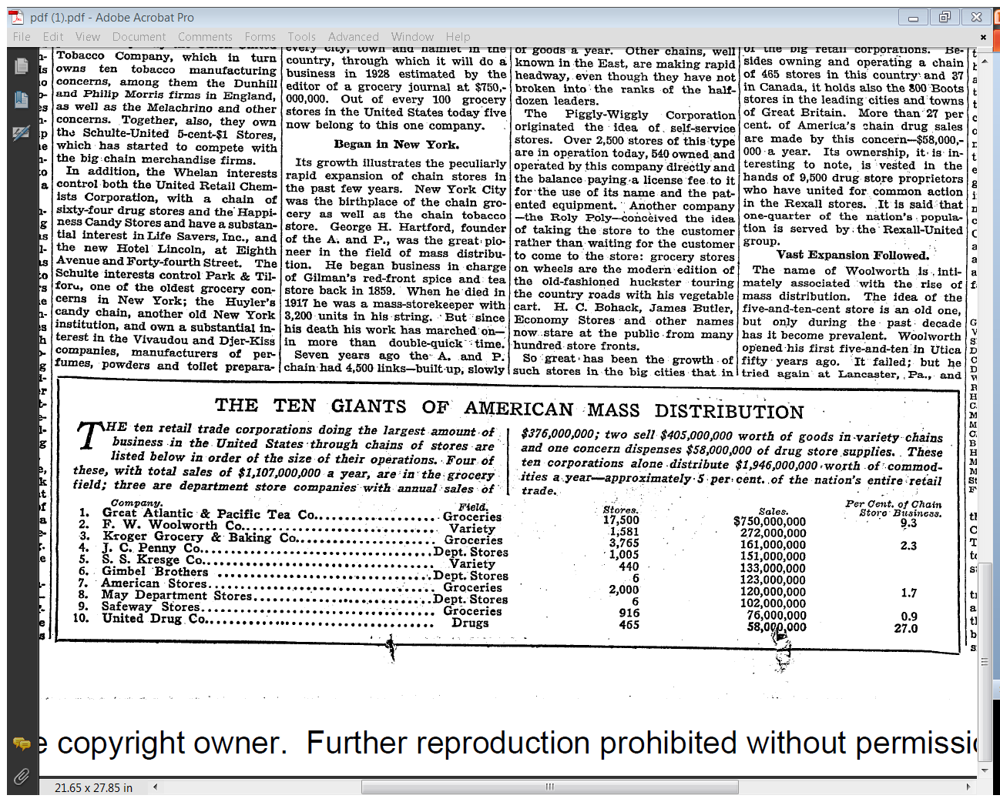 pdf (1).pdf - Adobe Acrobat Pro
File Edit View Document Comments Forms Tools Advanced Window Help
Tobacco Company, which in turn
owns ten tobacco manufacturing
concerns, among them the Dunhill
and Philip Morris firms in England,
as well as the Melachrino and other
concerns. Together, also, they own
the Schulte-United 5-cent-$1 Stores,
which has started to compete with
the big chain merchandise firms.
In addition, the Whelan interests
control both the United Retail Chem-
ists Corporation, with a chain of
sixty-four drug stores and the Happi-
ness Candy Stores and have a substan-
tial interest in Life Savers, Inc., and
the new Hotel Lincoln, at Eighth
Avenue and Forty-fourth Street. The
Schulte interests control Park & Til-
ford, one of the oldest grocery con-
cerns in New York; the Huyler's
candy chain, another old New York
institution, and own a substantial in-
terest in the Vivaudou and Djer-Kiss
companies, manufacturers of per-
fumes, powders and toilet prepara-
every city, town and hamlet in the
country, through which it will do a
business in 1928 estimated by the
editor of a grocery journal at $750,-
000,000. Out of every 100 grocery
stores in the United States today five
now belong to this one company.
Began in New York.
Its growth illustrates the peculiarly
rapid expansion of chain stores in
the past few years. New York City
was the birthplace of the chain gro-
cery as well as the chain tobacco
store. George H. Hartford, founder
of the A. and P., was the great pio-
neer in the field of mass distribu-
tion. He began business in charge
of Gilman's red-front spice and tea
store back in 1859. When he died in
1917 he was a mass-storekeeper with
3,200 units in his string. But since
his death his work has marched on—
in more than double-quick time.
Seven years ago the A. and P.
chain had 4,500 links—built up, slowly
of goods a year. Other chains, well
known in the East, are making rapid
headway, even though they have not
broken into the ranks of the half-
dozen leaders.
The Piggly-Wiggly Corporation
originated the idea of self-service
stores. Over 2,500 stores of this type
are in operation today, 540 owned and
operated by this company directly and
the balance paying a license fee to it
for the use of its name and the pat-
ented equipment. Another company
—the Roly Poly—conceived the idea
of taking the store to the customer
rather than waiting for the customer
to come to the store: grocery stores
on wheels are the modern edition of
the old-fashioned huckster touring
the country roads with his vegetable
cart. H. C. Bohack, James Butler,
Economy Stores and other names
now stare at the public from many
hundred store fronts.
So great has been the growth of
such stores in the big cities that in
of the big retail corporations. Be-
sides owning and operating a chain
of 465 stores in this country and 37
in Canada, it holds also the 800 Boots
stores in the leading cities and towns
of Great Britain. More than 27 per
cent. of America's chain drug sales
are made by this concern—$58,000,-
000 a year. Its ownership, it is in-
teresting to note, is vested in the
hands of 9,500 drug store proprietors
who have united for common action
in the Rexall stores. It is said that
one-quarter of the nation's popula-
tion is served by the Rexall-United
group.
Vast Expansion Followed.
The name of Woolworth is inti-
mately associated with the rise of
mass distribution. The idea of the
five-and-ten-cent store is an old one,
but only during the past decade
has it become prevalent. Woolworth
opened his first five-and-ten in Utica
fifty years ago. It failed; but he
tried again at Lancaster, Pa., and
THE TEN GIANTS OF AMERICAN MASS DISTRIBUTION
THE ten retail trade corporations doing the largest amount of
business in the United States through chains of stores are
listed below in order of the size of their operations. Four of
these, with total sales of $1,107,000,000 a year, are in the grocery
field; three are department store companies with annual sales of
$376,000,000; two sell $405,000,000 worth of goods in variety chains
and one concern dispenses $58,000,000 of drug store supplies. These
ten corporations alone distribute $1,946,000,000 worth of commod-
ities a year—approximately 5 per cent. of the nation's entire retail
trade.
Company. Field. Stores. Sales. Per Cent. of Chain Store Business.
1. Great Atlantic & Pacific Tea Co. Groceries 17,500 $750,000,000 9.3
2. F. W. Woolworth Co. Variety 1,581 272,000,000
3. Kroger Grocery & Baking Co. Groceries 3,765 161,000,000 2.3
4. J. C. Penny Co. Dept. Stores 1,005 151,000,000
5. S. S. Kresge Co. Variety 440 133,000,000
6. Gimbel Brothers Dept. Stores 6 123,000,000
7. American Stores Groceries 2,000 120,000,000 1.7
8. May Department Stores Dept. Stores 6 102,000,000
9. Safeway Stores Groceries 916 76,000,000 0.9
10. United Drug Co. Drugs 465 58,000,000 27.0
e copyright owner. Further reproduction prohibited without permissi
21.65 x 27.85 in